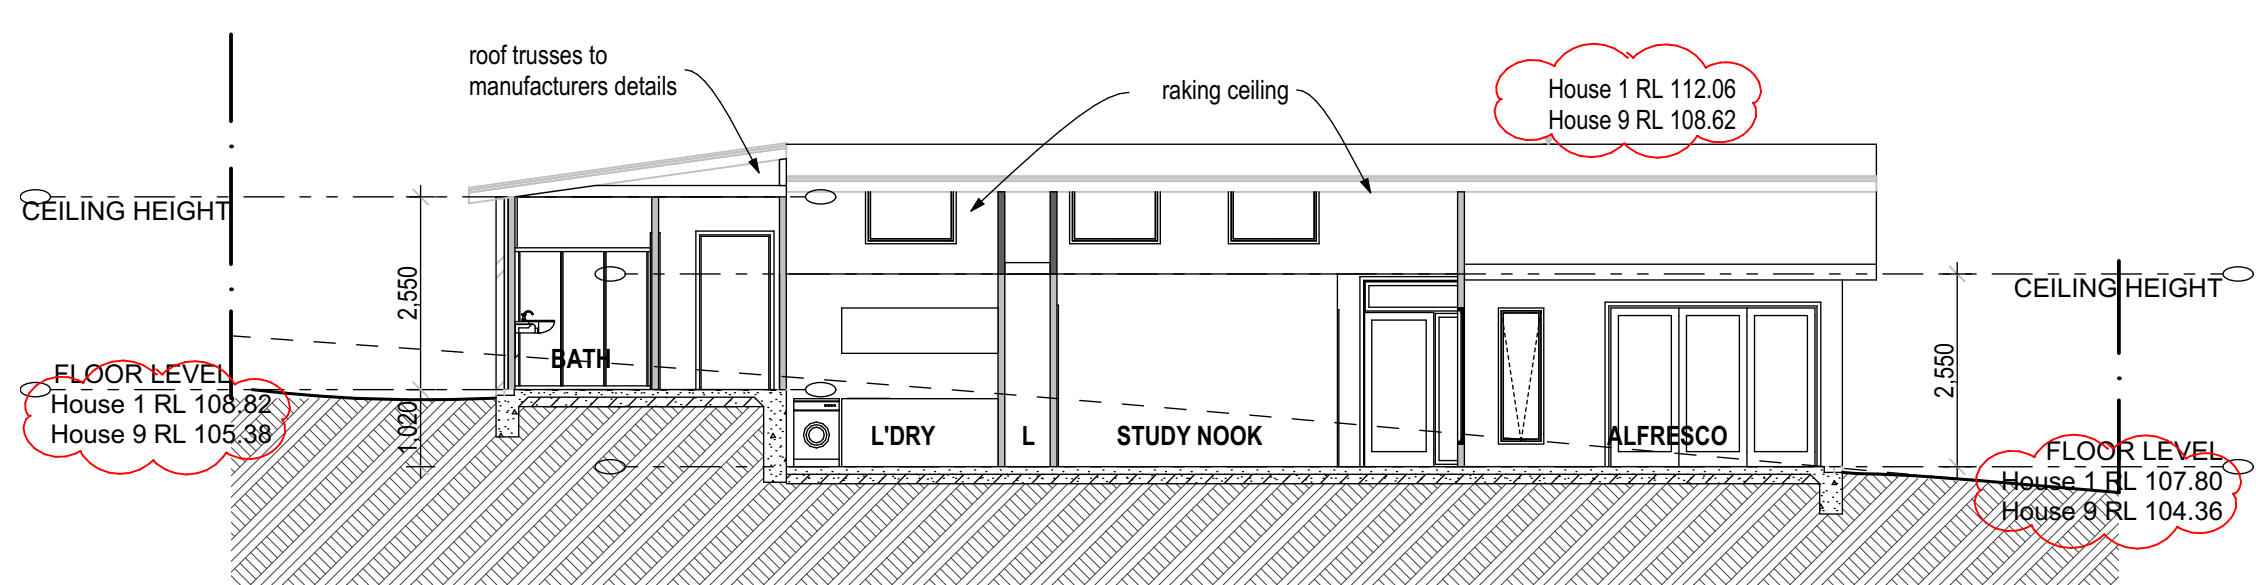 roof trusses to
manufacturers details
raking ceiling
House 1 RL 112.06
House 9 RL 108.62
CEILING HEIGHT
CEILING HEIGHT
2,550
2,550
BATH
FLOOR LEVEL
House 1 RL 108.82
House 9 RL 105.38
1,020
L'DRY
L
STUDY NOOK
ALFRESCO
FLOOR LEVEL
House 1 RL 107.80
House 9 RL 104.36